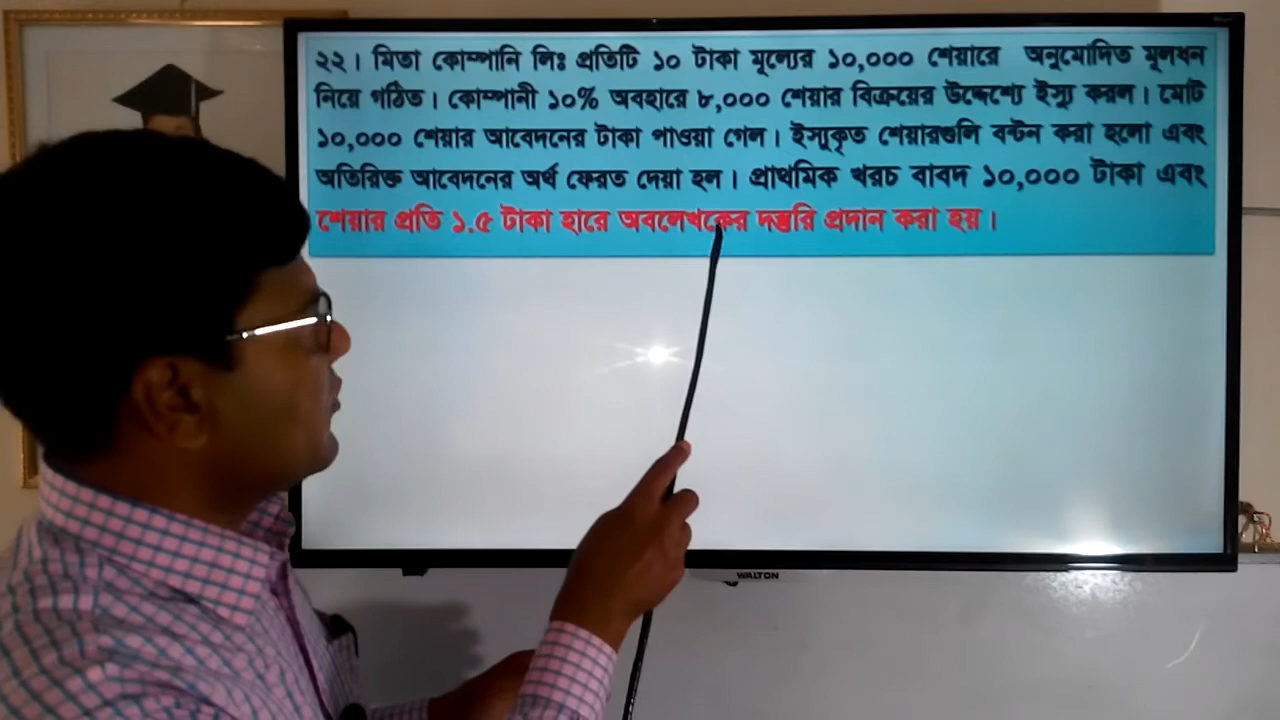 ২২। মিতা কোম্পানি লিঃ প্রতিটি ১০ টাকা মূল্যের ১০,০০০ শেয়ারে অনুমোদিত মূলধন
নিয়ে গঠিত। কোম্পানী ১০% অবহারে ৮,০০০ শেয়ার বিক্রয়ের উদ্দেশ্যে ইস্যু করল। মোট
১০,০০০ শেয়ার আবেদনের টাকা পাওয়া গেল। ইস্যুকৃত শেয়ারগুলি বন্টন করা হলো এবং
অতিরিক্ত আবেদনের অর্থ ফেরত দেয়া হল। প্রাথমিক খরচ বাবদ ১০,০০০ টাকা এবং
শেয়ার প্রতি ১.৫ টাকা হারে অবলেখকের দস্তুরি প্রদান করা হয়।
WALTON